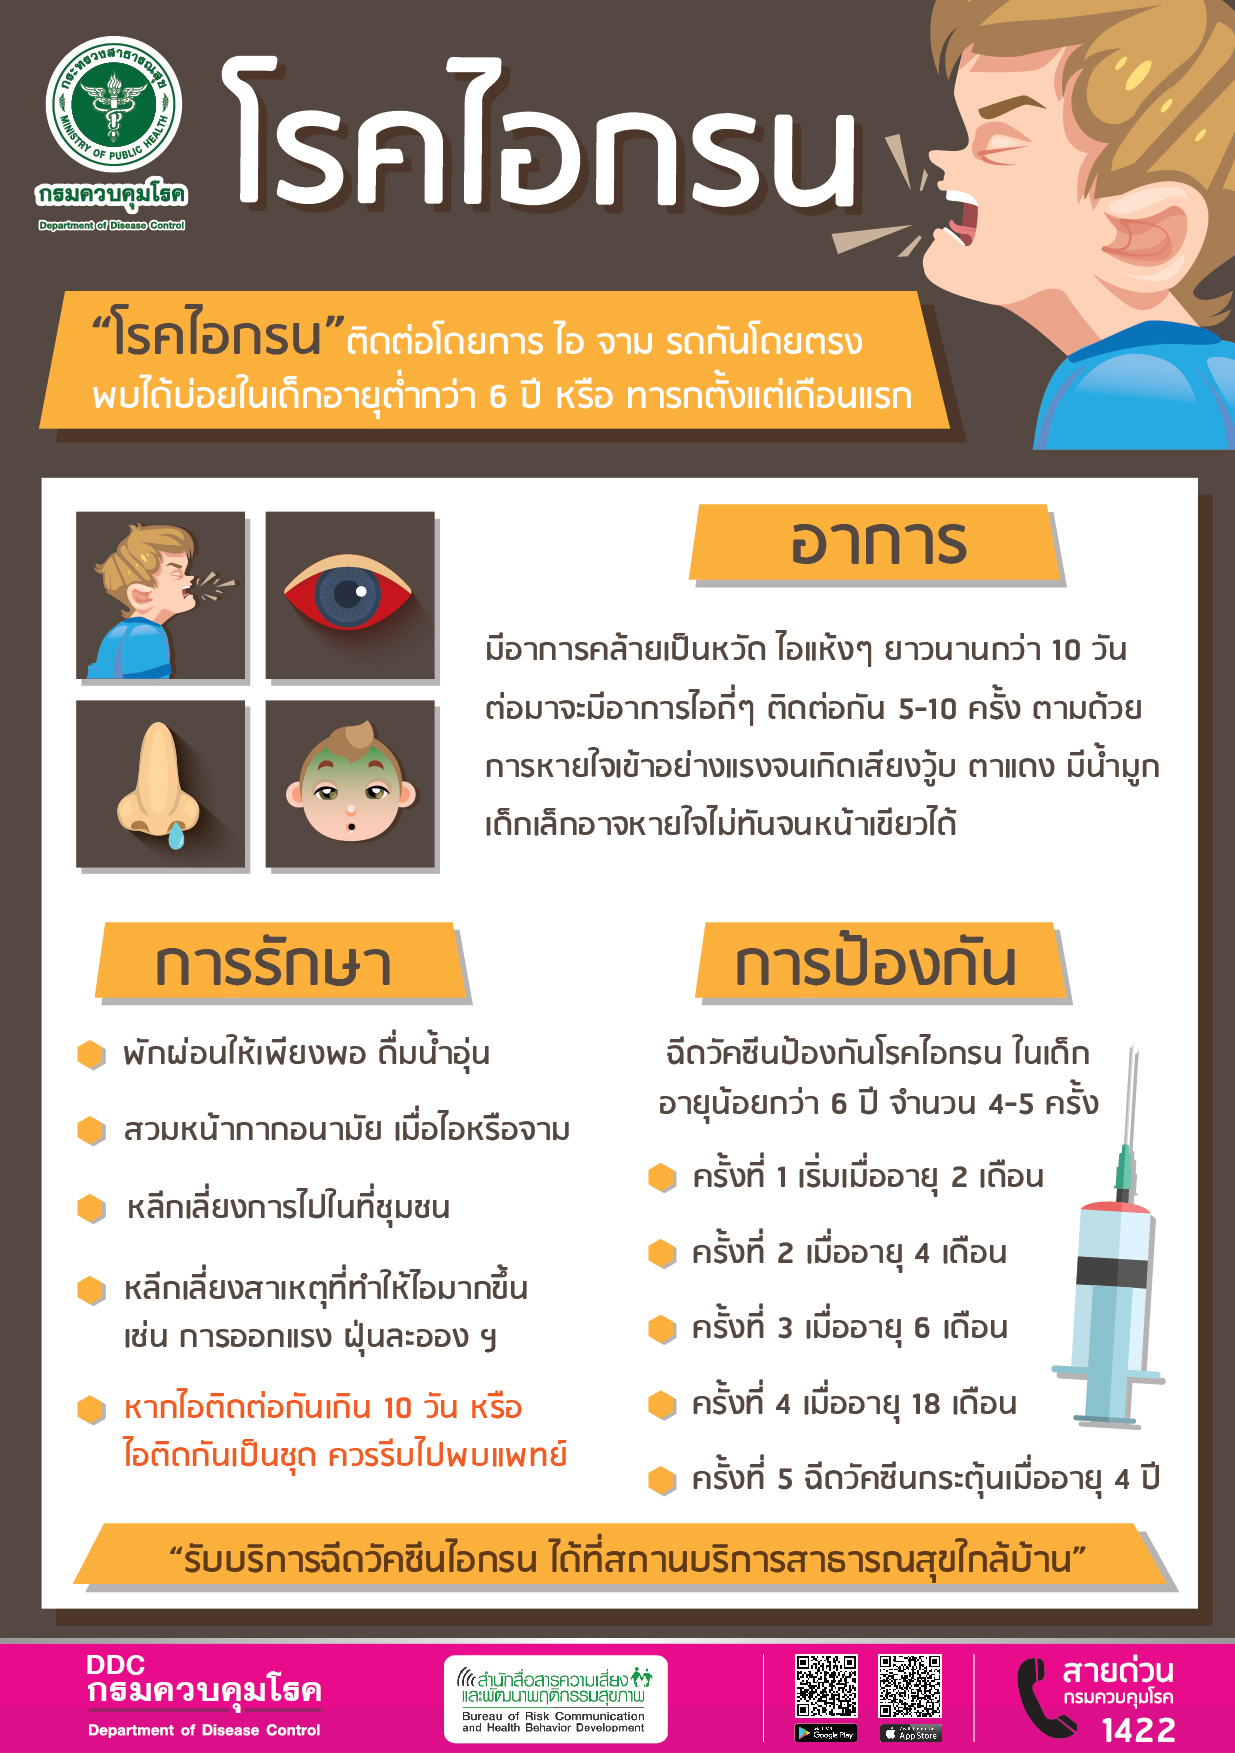 กระทรวงสาธารณสุข
MINISTRY OF PUBLIC HEALTH
กรมควบคุมโรค
Department of Disease Control
โรคไอกรน
“โรคไอกรน” ติดต่อโดยการ ไอ จาม รดกันโดยตรง
พบได้บ่อยในเด็กอายุต่ำกว่า 6 ปี หรือ ทารกตั้งแต่เดือนแรก
อาการ
มีอาการคล้ายเป็นหวัด ไอแห้งๆ ยาวนานกว่า 10 วัน
ต่อมาจะมีอาการไอถี่ๆ ติดต่อกัน 5-10 ครั้ง ตามด้วย
การหายใจเข้าอย่างแรงจนเกิดเสียงวู้บ ตาแดง มีน้ำมูก
เด็กเล็กอาจหายใจไม่ทันจนหน้าเขียวได้
การรักษา
พักผ่อนให้เพียงพอ ดื่มน้ำอุ่น
สวมหน้ากากอนามัย เมื่อไอหรือจาม
หลีกเลี่ยงการไปในที่ชุมชน
หลีกเลี่ยงสาเหตุที่ทำให้ไอมากขึ้น
เช่น การออกแรง ฝุ่นละออง ฯ
หากไอติดต่อกันเกิน 10 วัน หรือ
ไอติดกันเป็นชุด ควรรีบไปพบแพทย์
การป้องกัน
ฉีดวัคซีนป้องกันโรคไอกรน ในเด็ก
อายุน้อยกว่า 6 ปี จำนวน 4-5 ครั้ง
ครั้งที่ 1 เริ่มเมื่ออายุ 2 เดือน
ครั้งที่ 2 เมื่ออายุ 4 เดือน
ครั้งที่ 3 เมื่ออายุ 6 เดือน
ครั้งที่ 4 เมื่ออายุ 18 เดือน
ครั้งที่ 5 ฉีดวัคซีนกระตุ้นเมื่ออายุ 4 ปี
“รับบริการฉีดวัคซีนไอกรน ได้ที่สถานบริการสาธารณสุขใกล้บ้าน”
DDC
กรมควบคุมโรค
Department of Disease Control
สำนักสื่อสารความเสี่ยง
และพัฒนาพฤติกรรมสุขภาพ
Bureau of Risk Communication
and Health Behavior Development
Google Play
App Store
สายด่วน
กรมควบคุมโรค
1422